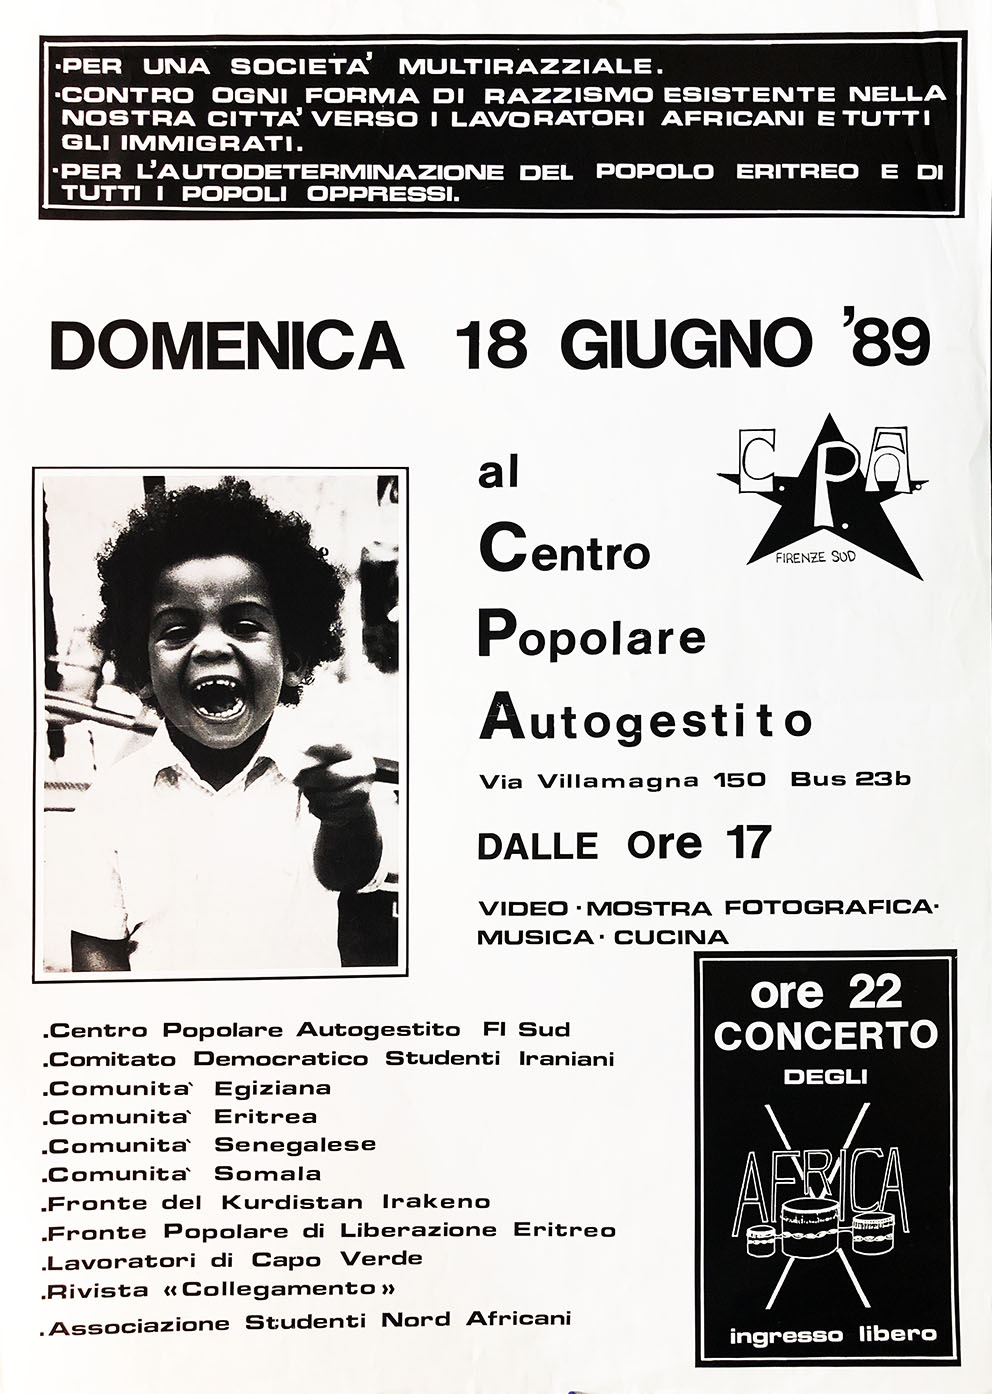 ·PER UNA SOCIETA' MULTIRAZZIALE.
·CONTRO OGNI FORMA DI RAZZISMO ESISTENTE NELLA
NOSTRA CITTA' VERSO I LAVORATORI AFRICANI E TUTTI
GLI IMMIGRATI.
·PER L'AUTODETERMINAZIONE DEL POPOLO ERITREO E DI
TUTTI I POPOLI OPPRESSI.
DOMENICA 18 GIUGNO '89
C.P.A.
FIRENZE SUD
al
Centro
Popolare
Autogestito
Via Villamagna 150 Bus 23b
DALLE ore 17
VIDEO · MOSTRA FOTOGRAFICA·
MUSICA · CUCINA
.Centro Popolare Autogestito FI Sud
.Comitato Democratico Studenti Iraniani
.Comunita` Egiziana
.Comunita` Eritrea
.Comunita` Senegalese
.Comunita` Somala
.Fronte del Kurdistan Irakeno
.Fronte Popolare di Liberazione Eritreo
.Lavoratori di Capo Verde
.Rivista «Collegamento»
.Associazione Studenti Nord Africani
ore 22
CONCERTO
DEGLI
AFRICA
X
ingresso libero